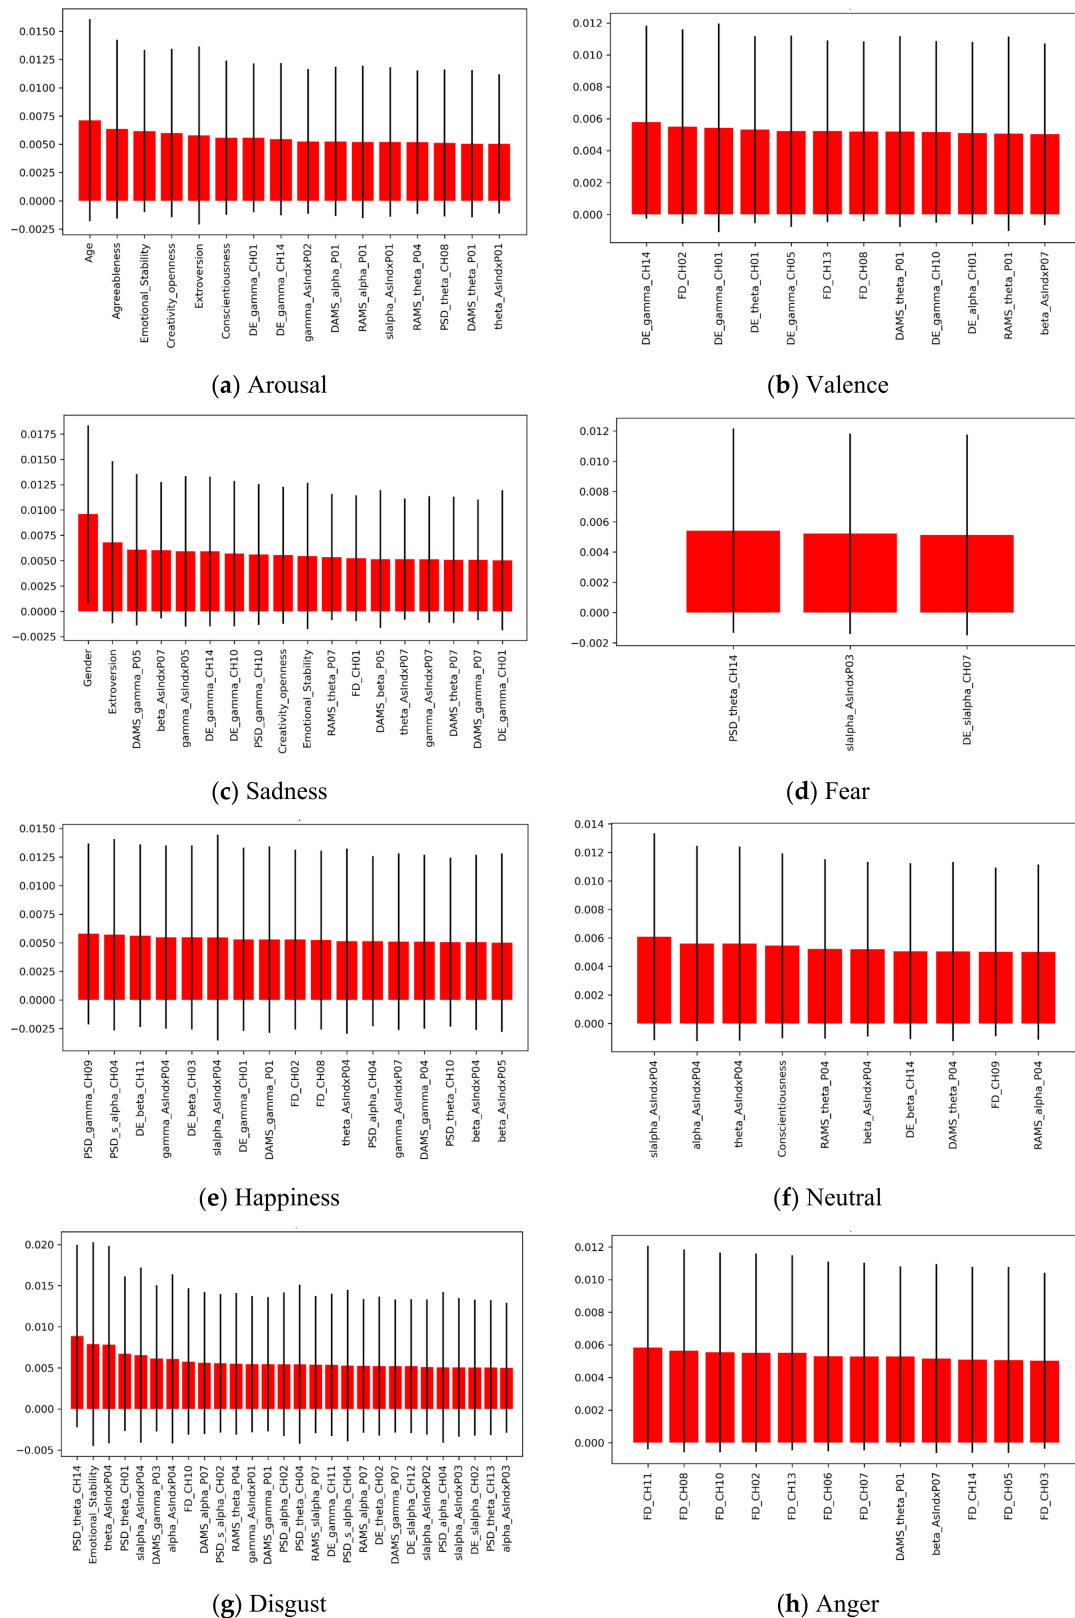 0.0150
0.0125
0.0100
0.0075
0.0050
0.0025
0.0000
−0.0025
Age
Agreeableness
Emotional_Stability
Creativity_openness
Extroversion
Conscientiousness
DE_gamma_CH01
DE_gamma_CH14
gamma_AsIndxP02
DAMS_alpha_P01
RAMS_alpha_P01
slalpha_AsIndxP01
RAMS_theta_P04
PSD_theta_CH08
DAMS_theta_P01
theta_AsIndxP01
(a) Arousal
0.012
0.010
0.008
0.006
0.004
0.002
0.000
DE_gamma_CH14
FD_CH02
DE_gamma_CH01
DE_theta_CH01
DE_gamma_CH05
FD_CH13
FD_CH08
DAMS_theta_P01
DE_gamma_CH10
DE_alpha_CH01
RAMS_theta_P01
beta_AsIndxP07
(b) Valence
0.0175
0.0150
0.0125
0.0100
0.0075
0.0050
0.0025
0.0000
−0.0025
Gender
Extroversion
DAMS_gamma_P05
beta_AsIndxP07
gamma_AsIndxP05
DE_gamma_CH14
DE_gamma_CH10
PSD_gamma_CH10
Creativity_openness
Emotional_Stability
RAMS_theta_P07
FD_CH01
DAMS_beta_P05
theta_AsIndxP07
gamma_AsIndxP07
DAMS_theta_P07
DAMS_gamma_P07
DE_gamma_CH01
(c) Sadness
0.012
0.010
0.008
0.006
0.004
0.002
0.000
−0.002
PSD_theta_CH14
slalpha_AsIndxP03
DE_slalpha_CH07
(d) Fear
0.0150
0.0125
0.0100
0.0075
0.0050
0.0025
0.0000
−0.0025
PSD_gamma_CH09
PSD_s_alpha_CH04
DE_beta_CH11
gamma_AsIndxP04
DE_beta_CH03
slalpha_AsIndxP04
DE_gamma_CH01
DAMS_gamma_P01
FD_CH02
FD_CH08
theta_AsIndxP04
PSD_alpha_CH04
gamma_AsIndxP07
DAMS_gamma_P04
PSD_theta_CH10
beta_AsIndxP04
beta_AsIndxP05
(e) Happiness
0.014
0.012
0.010
0.008
0.006
0.004
0.002
0.000
slalpha_AsIndxP04
alpha_AsIndxP04
theta_AsIndxP04
Conscientiousness
RAMS_theta_P04
beta_AsIndxP04
DE_beta_CH14
DAMS_theta_P04
FD_CH09
RAMS_alpha_P04
(f) Neutral
0.020
0.015
0.010
0.005
0.000
−0.005
PSD_theta_CH14
Emotional_Stability
theta_AsIndxP04
PSD_theta_CH01
slalpha_AsIndxP04
DAMS_gamma_P03
alpha_AsIndxP04
FD_CH10
DAMS_alpha_P07
PSD_s_alpha_CH02
RAMS_theta_P04
gamma_AsIndxP01
DAMS_gamma_P01
PSD_alpha_CH02
PSD_theta_CH04
RAMS_slalpha_P07
DE_gamma_CH11
PSD_s_alpha_CH04
RAMS_alpha_P07
DE_theta_CH02
DAMS_gamma_P07
DE_slalpha_CH12
slalpha_AsIndxP02
PSD_alpha_CH04
slalpha_AsIndxP03
DE_slalpha_CH02
PSD_theta_CH13
alpha_AsIndxP03
(g) Disgust
0.012
0.010
0.008
0.006
0.004
0.002
0.000
FD_CH11
FD_CH08
FD_CH10
FD_CH02
FD_CH13
FD_CH06
FD_CH07
DAMS_theta_P01
beta_AsIndxP07
FD_CH14
FD_CH05
FD_CH03
(h) Anger